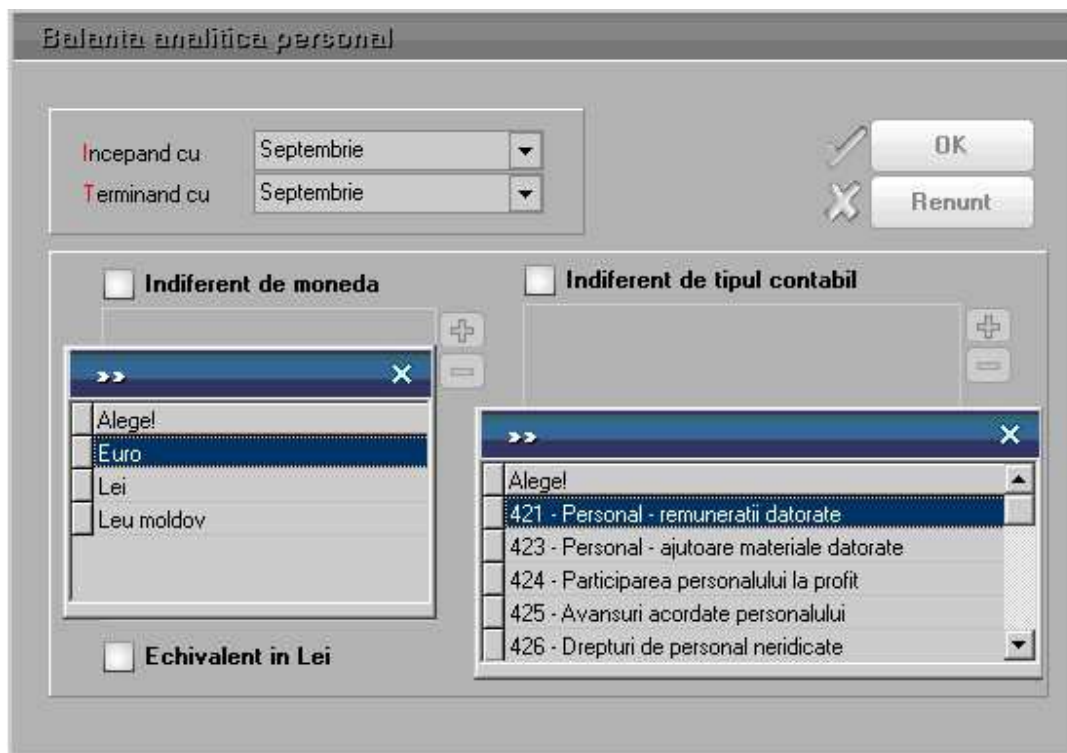 Balanta analitica personal
Incepand cu Septembrie
Terminand cu Septembrie
OK
Renunt
Indiferent de moneda
Indiferent de tipul contabil
>>
Alege!
Euro
Lei
Leu moldov
>>
Alege!
421 - Personal - remuneratii datorate
423 - Personal - ajutoare materiale datorate
424 - Participarea personalului la profit
425 - Avansuri acordate personalului
426 - Drepturi de personal neridicate
Echivalent in Lei